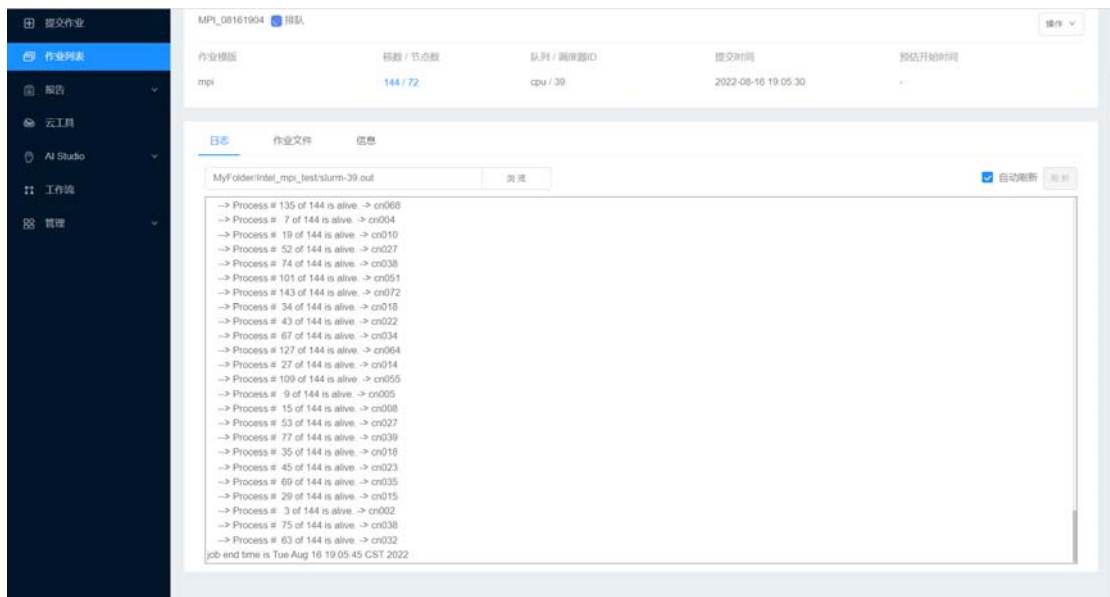 提交作业
作业列表
报告
云工具
AI Studio
工作流
管理
MPI_08161904 排队
操作
作业模版 核数 / 节点数 队列 / 调度器ID 提交时间 预估开始时间
mpi 144 / 72 cpu / 39 2022-08-16 19:05:30 -
日志 作业文件 信息
MyFolder/Intel_mpi_test/slurm-39.out 浏览 自动刷新 刷新
--> Process # 135 of 144 is alive. -> cn068
--> Process # 7 of 144 is alive. -> cn004
--> Process # 19 of 144 is alive. -> cn010
--> Process # 52 of 144 is alive. -> cn027
--> Process # 74 of 144 is alive. -> cn038
--> Process # 101 of 144 is alive. -> cn051
--> Process # 143 of 144 is alive. -> cn072
--> Process # 34 of 144 is alive. -> cn018
--> Process # 43 of 144 is alive. -> cn022
--> Process # 67 of 144 is alive. -> cn034
--> Process # 127 of 144 is alive. -> cn064
--> Process # 27 of 144 is alive. -> cn014
--> Process # 109 of 144 is alive. -> cn055
--> Process # 9 of 144 is alive. -> cn005
--> Process # 15 of 144 is alive. -> cn008
--> Process # 53 of 144 is alive. -> cn027
--> Process # 77 of 144 is alive. -> cn039
--> Process # 35 of 144 is alive. -> cn018
--> Process # 45 of 144 is alive. -> cn023
--> Process # 69 of 144 is alive. -> cn035
--> Process # 29 of 144 is alive. -> cn015
--> Process # 3 of 144 is alive. -> cn002
--> Process # 75 of 144 is alive. -> cn038
--> Process # 63 of 144 is alive. -> cn032
job end time is Tue Aug 16 19:05:45 CST 2022